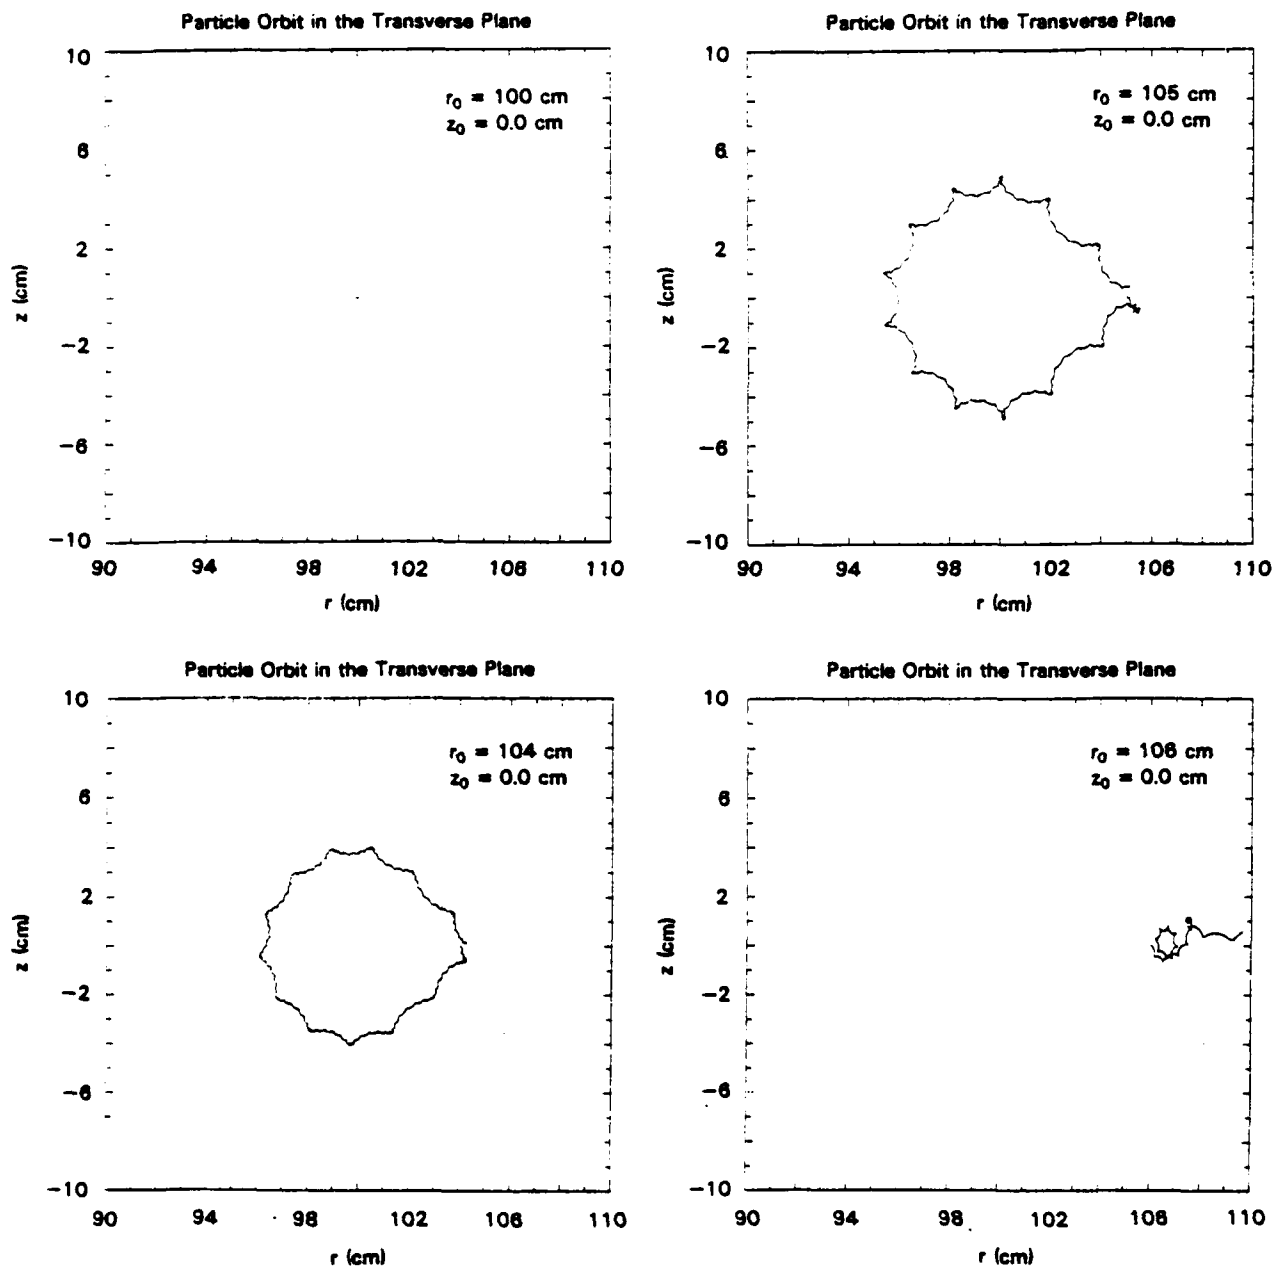 Particle Orbit in the Transverse Plane
r₀ = 100 cm
z₀ = 0.0 cm
10
6
2
−2
−6
−10
z (cm)
90 94 98 102 106 110
r (cm)
Particle Orbit in the Transverse Plane
r₀ = 105 cm
z₀ = 0.0 cm
10
6
2
−2
−6
−10
z (cm)
90 94 98 102 106 110
r (cm)
Particle Orbit in the Transverse Plane
r₀ = 104 cm
z₀ = 0.0 cm
10
6
2
−2
−6
−10
z (cm)
90 94 98 102 106 110
r (cm)
Particle Orbit in the Transverse Plane
r₀ = 106 cm
z₀ = 0.0 cm
10
6
2
−2
−6
−10
z (cm)
90 94 98 102 106 110
r (cm)